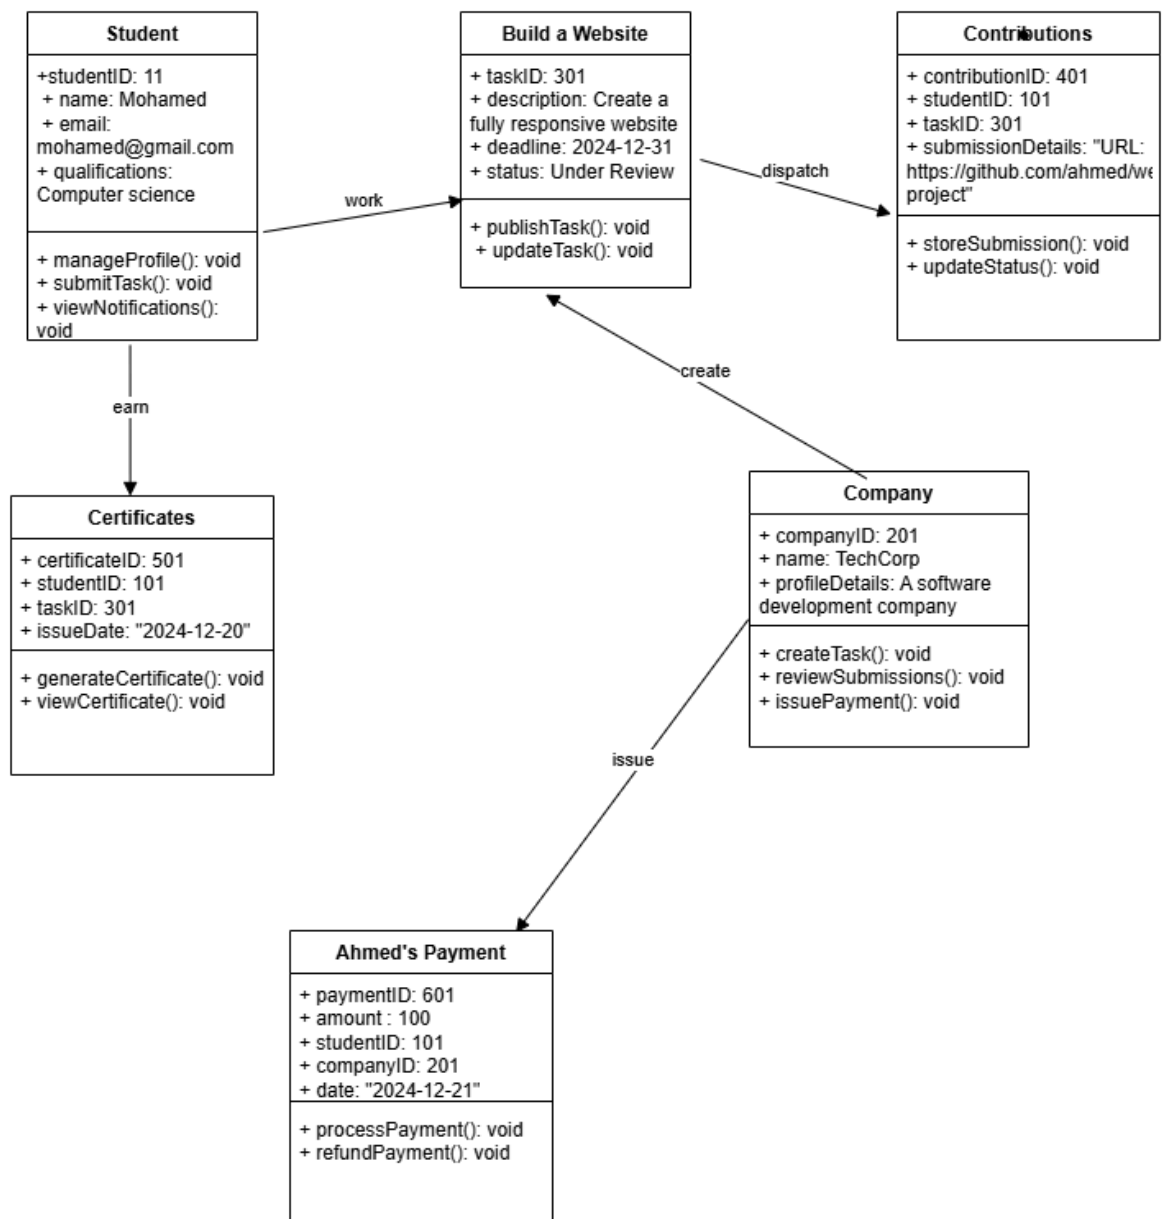 Student
+studentID: 11
+ name: Mohamed
+ email:
mohamed@gmail.com
+ qualifications:
Computer science
+ manageProfile(): void
+ submitTask(): void
+ viewNotifications():
void
work
Build a Website
+ taskID: 301
+ description: Create a
fully responsive website
+ deadline: 2024-12-31
+ status: Under Review
+ publishTask(): void
+ updateTask(): void
dispatch
Contributions
+ contributionID: 401
+ studentID: 101
+ taskID: 301
+ submissionDetails: "URL:
https://github.com/ahmed/we
project"
+ storeSubmission(): void
+ updateStatus(): void
create
earn
Certificates
+ certificateID: 501
+ studentID: 101
+ taskID: 301
+ issueDate: "2024-12-20"
+ generateCertificate(): void
+ viewCertificate(): void
Company
+ companyID: 201
+ name: TechCorp
+ profileDetails: A software
development company
+ createTask(): void
+ reviewSubmissions(): void
+ issuePayment(): void
issue
Ahmed's Payment
+ paymentID: 601
+ amount : 100
+ studentID: 101
+ companyID: 201
+ date: "2024-12-21"
+ processPayment(): void
+ refundPayment(): void